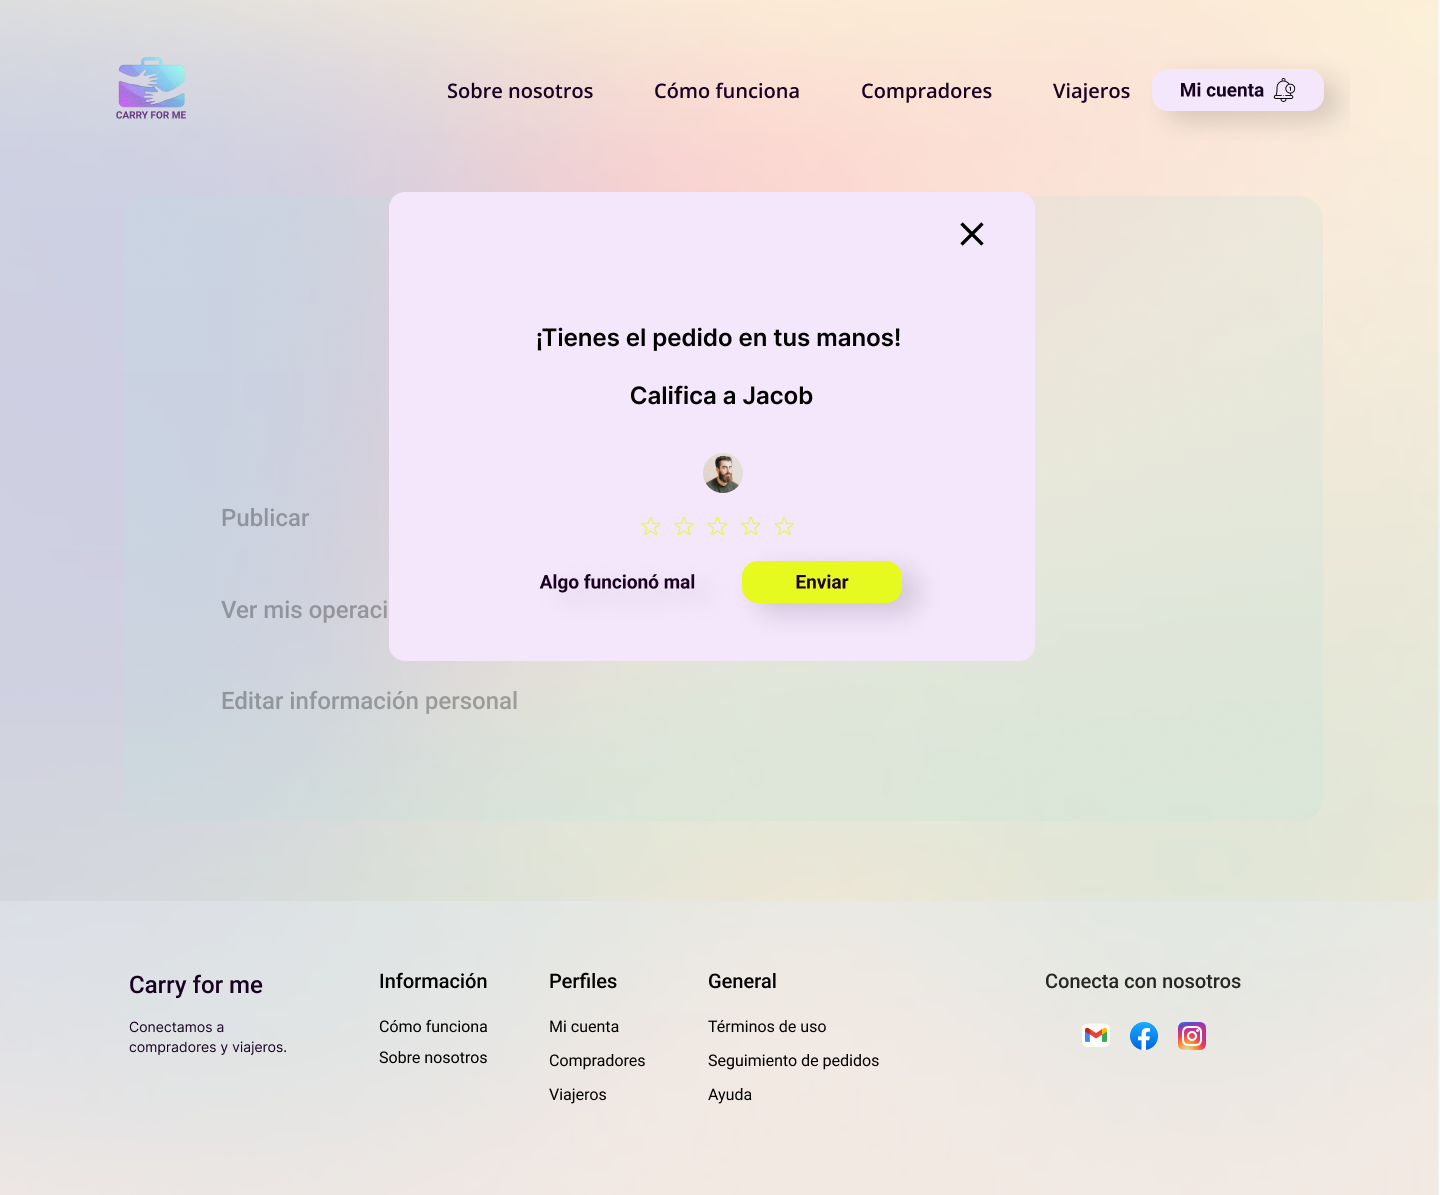 CARRY FOR ME
Sobre nosotros
Cómo funciona
Compradores
Viajeros
Mi cuenta
¡Tienes el pedido en tus manos!
Califica a Jacob
Algo funcionó mal
Enviar
Publicar
Ver mis operaci
Editar información personal
Carry for me
Conectamos a
compradores y viajeros.
Información
Cómo funciona
Sobre nosotros
Perfiles
Mi cuenta
Compradores
Viajeros
General
Términos de uso
Seguimiento de pedidos
Ayuda
Conecta con nosotros